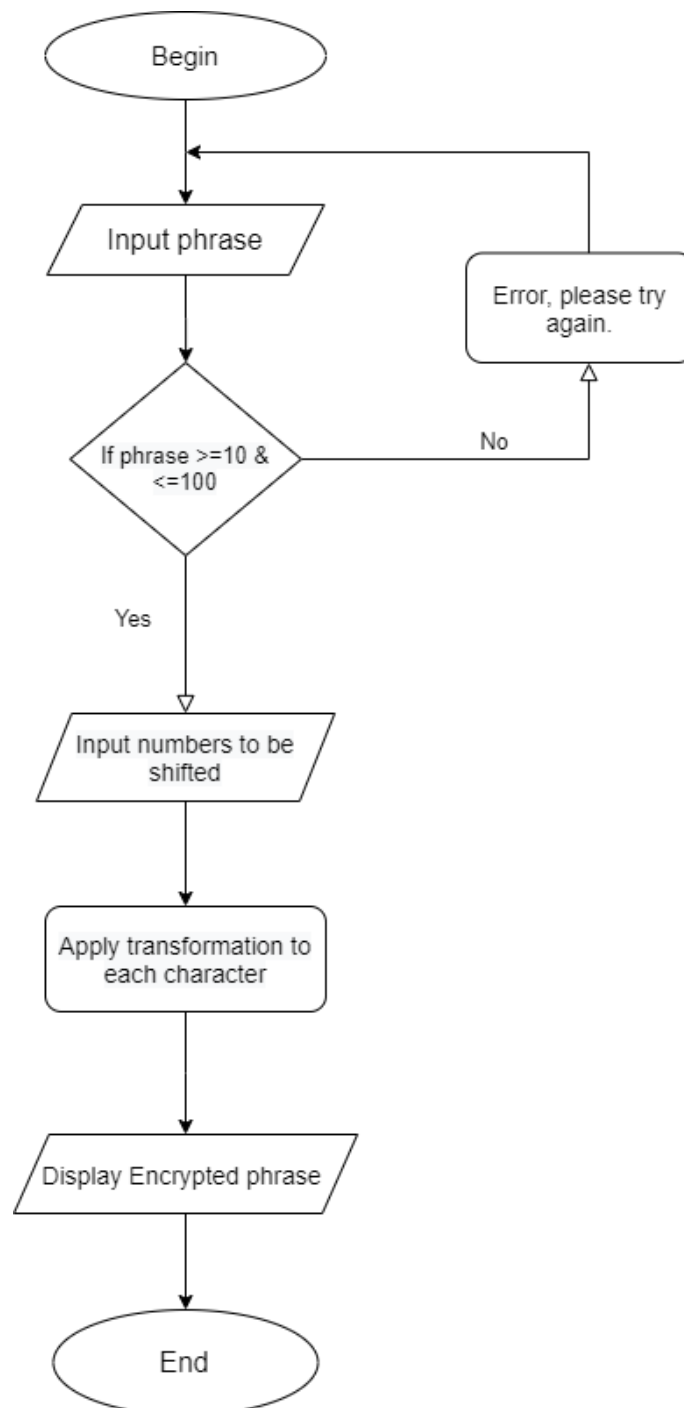 Begin
Input phrase
Error, please try
again.
If phrase >=10 &
<=100
No
Yes
Input numbers to be
shifted
Apply transformation to
each character
Display Encrypted phrase
End